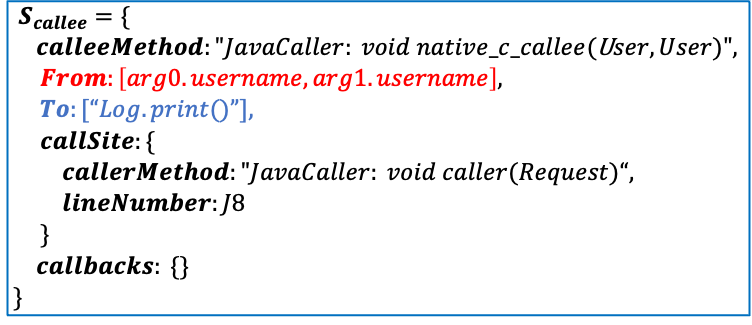 S_callee = {
calleeMethod: "JavaCaller: void native_c_callee(User, User)",
From: [arg0.username, arg1.username],
To: ["Log.print()"],
callSite: {
callerMethod: "JavaCaller: void caller(Request)“,
lineNumber: J8
}
callbacks: {}
}